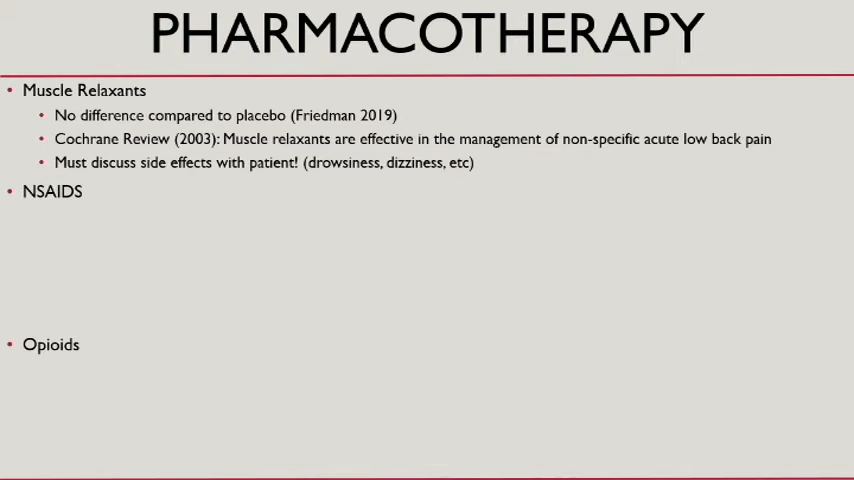 PHARMACOTHERAPY
• Muscle Relaxants
• No difference compared to placebo (Friedman 2019)
• Cochrane Review (2003): Muscle relaxants are effective in the management of non-specific acute low back pain
• Must discuss side effects with patient! (drowsiness, dizziness, etc)
• NSAIDS
• Opioids